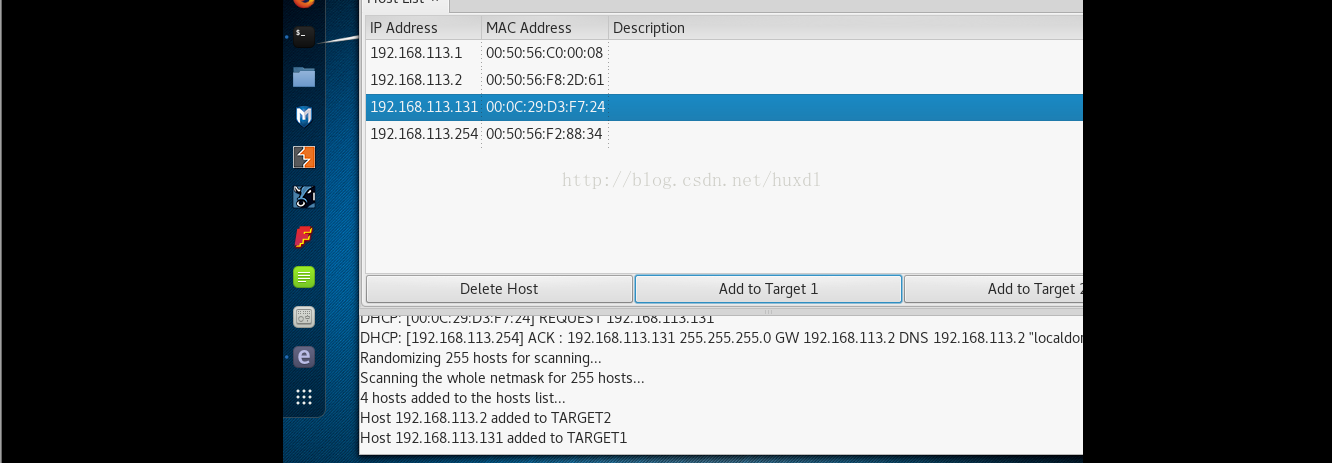 Host List ×
IP Address MAC Address Description
192.168.113.1 00:50:56:C0:00:08
192.168.113.2 00:50:56:F8:2D:61
192.168.113.131 00:0C:29:D3:F7:24
192.168.113.254 00:50:56:F2:88:34
http://blog.csdn.net/huxdl
Delete Host Add to Target 1 Add to Target 2
DHCP: [00:0C:29:D3:F7:24] REQUEST 192.168.113.131
DHCP: [192.168.113.254] ACK : 192.168.113.131 255.255.255.0 GW 192.168.113.2 DNS 192.168.113.2 "localdo
Randomizing 255 hosts for scanning...
Scanning the whole netmask for 255 hosts...
4 hosts added to the hosts list...
Host 192.168.113.2 added to TARGET2
Host 192.168.113.131 added to TARGET1